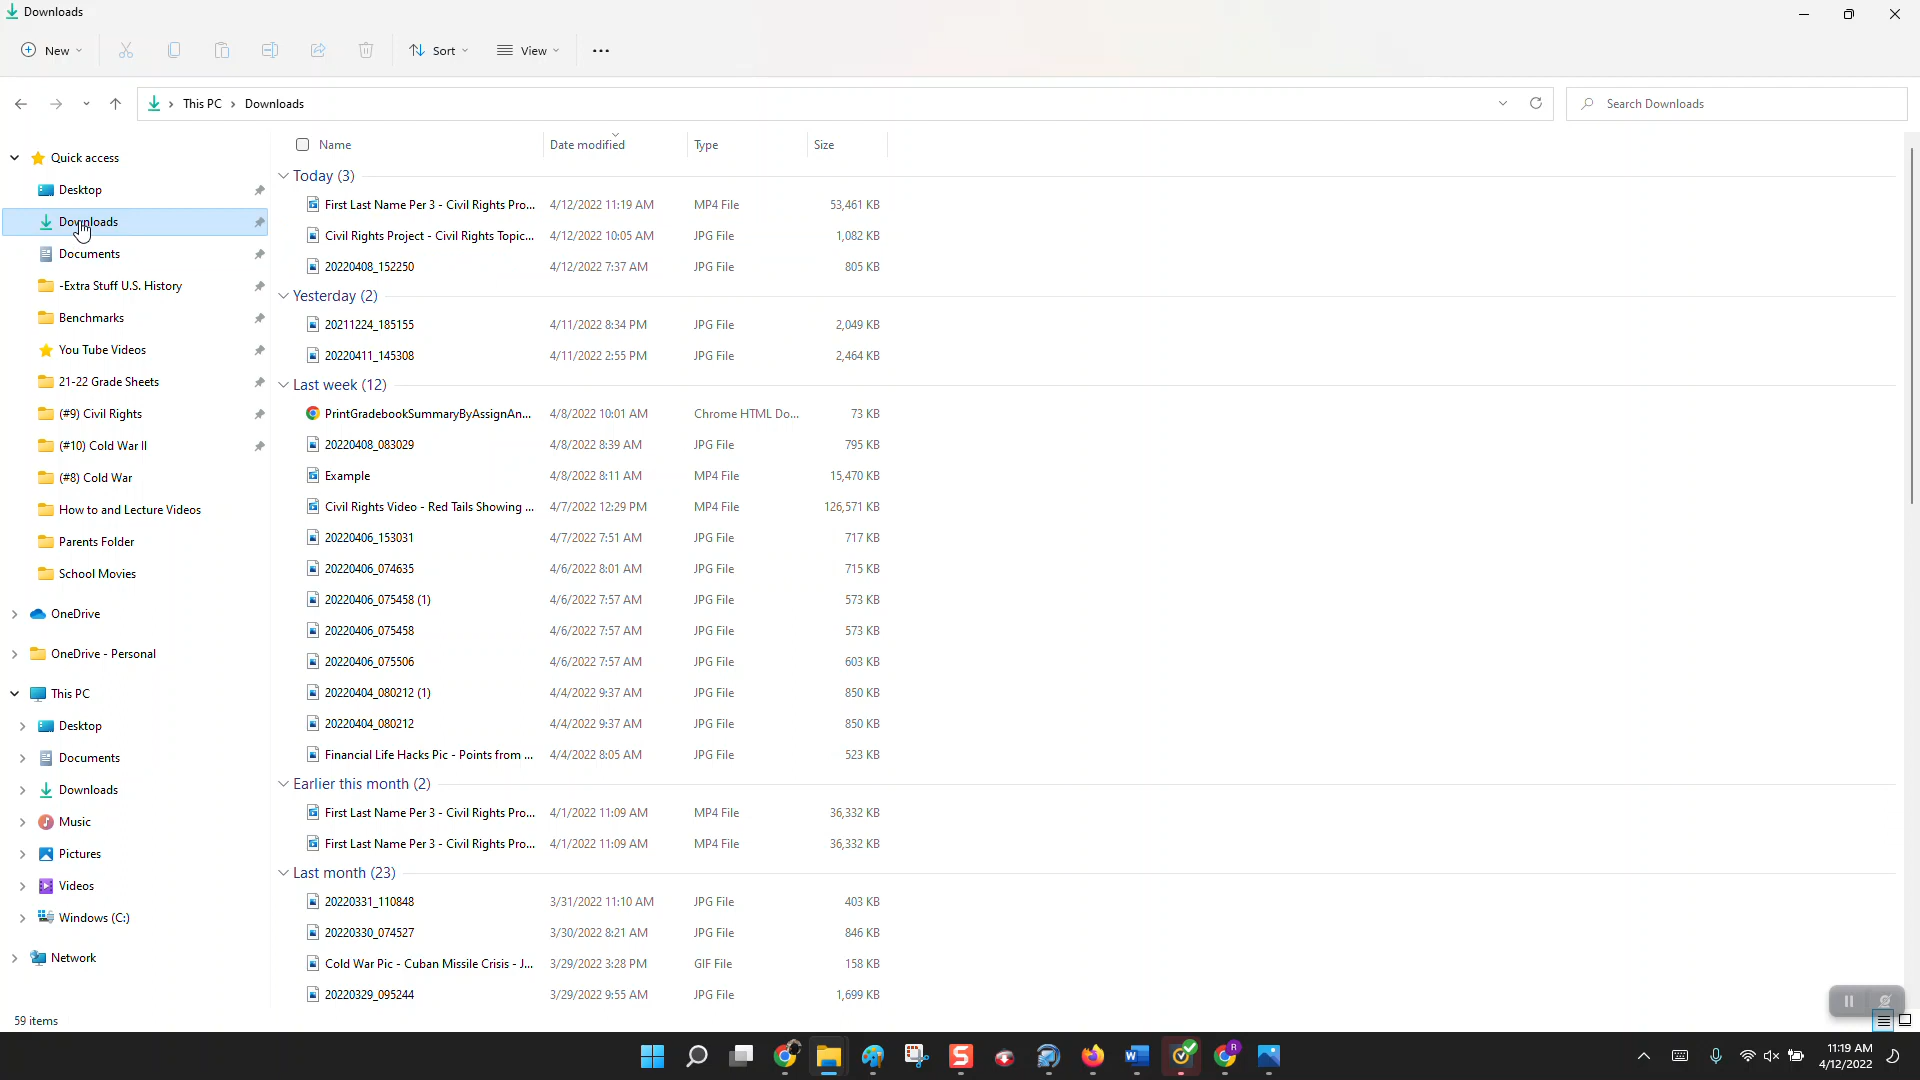 Downloads
New
Sort
View
This PC > Downloads
Search Downloads
Name Date modified Type Size
Quick access
Desktop
Downloads
Documents
-Extra Stuff U.S. History
Benchmarks
You Tube Videos
21-22 Grade Sheets
(#9) Civil Rights
(#10) Cold War II
(#8) Cold War
How to and Lecture Videos
Parents Folder
School Movies
OneDrive
OneDrive - Personal
This PC
Desktop
Documents
Downloads
Music
Pictures
Videos
Windows (C:)
Network
Today (3)
First Last Name Per 3 - Civil Rights Pro... 4/12/2022 11:19 AM MP4 File 53,461 KB
Civil Rights Project - Civil Rights Topic... 4/12/2022 10:05 AM JPG File 1,082 KB
20220408_152250 4/12/2022 7:37 AM JPG File 805 KB
Yesterday (2)
20211224_185155 4/11/2022 8:34 PM JPG File 2,049 KB
20220411_145308 4/11/2022 2:55 PM JPG File 2,464 KB
Last week (12)
PrintGradebookSummaryByAssignAn... 4/8/2022 10:01 AM Chrome HTML Do... 73 KB
20220408_083029 4/8/2022 8:39 AM JPG File 795 KB
Example 4/8/2022 8:11 AM MP4 File 15,470 KB
Civil Rights Video - Red Tails Showing ... 4/7/2022 12:29 PM MP4 File 126,571 KB
20220406_153031 4/7/2022 7:51 AM JPG File 717 KB
20220406_074635 4/6/2022 8:01 AM JPG File 715 KB
20220406_075458 (1) 4/6/2022 7:57 AM JPG File 573 KB
20220406_075458 4/6/2022 7:57 AM JPG File 573 KB
20220406_075506 4/6/2022 7:57 AM JPG File 603 KB
20220404_080212 (1) 4/4/2022 9:37 AM JPG File 850 KB
20220404_080212 4/4/2022 9:37 AM JPG File 850 KB
Financial Life Hacks Pic - Points from ... 4/4/2022 8:05 AM JPG File 523 KB
Earlier this month (2)
First Last Name Per 3 - Civil Rights Pro... 4/1/2022 11:09 AM MP4 File 36,332 KB
First Last Name Per 3 - Civil Rights Pro... 4/1/2022 11:09 AM MP4 File 36,332 KB
Last month (23)
20220331_110848 3/31/2022 11:10 AM JPG File 403 KB
20220330_074527 3/30/2022 8:21 AM JPG File 846 KB
Cold War Pic - Cuban Missile Crisis - J... 3/29/2022 3:28 PM GIF File 158 KB
20220329_095244 3/29/2022 9:55 AM JPG File 1,699 KB
59 items
S
W
R
11:19 AM
4/12/2022